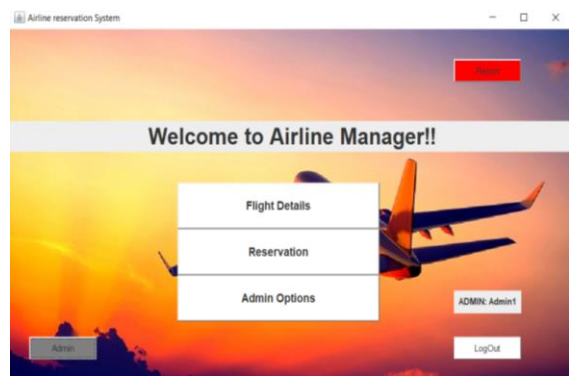 Airline reservation System
Welcome to Airline Manager!!
Flight Details
Reservation
Admin Options
ADMIN: Admin1
Admin
LogOut